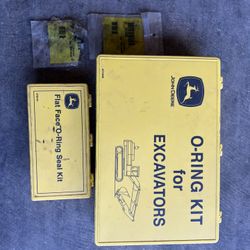 Flat Face O-Ring Seal Kit
JOHN DEERE
O-RING KIT
for
EXCAVATORS